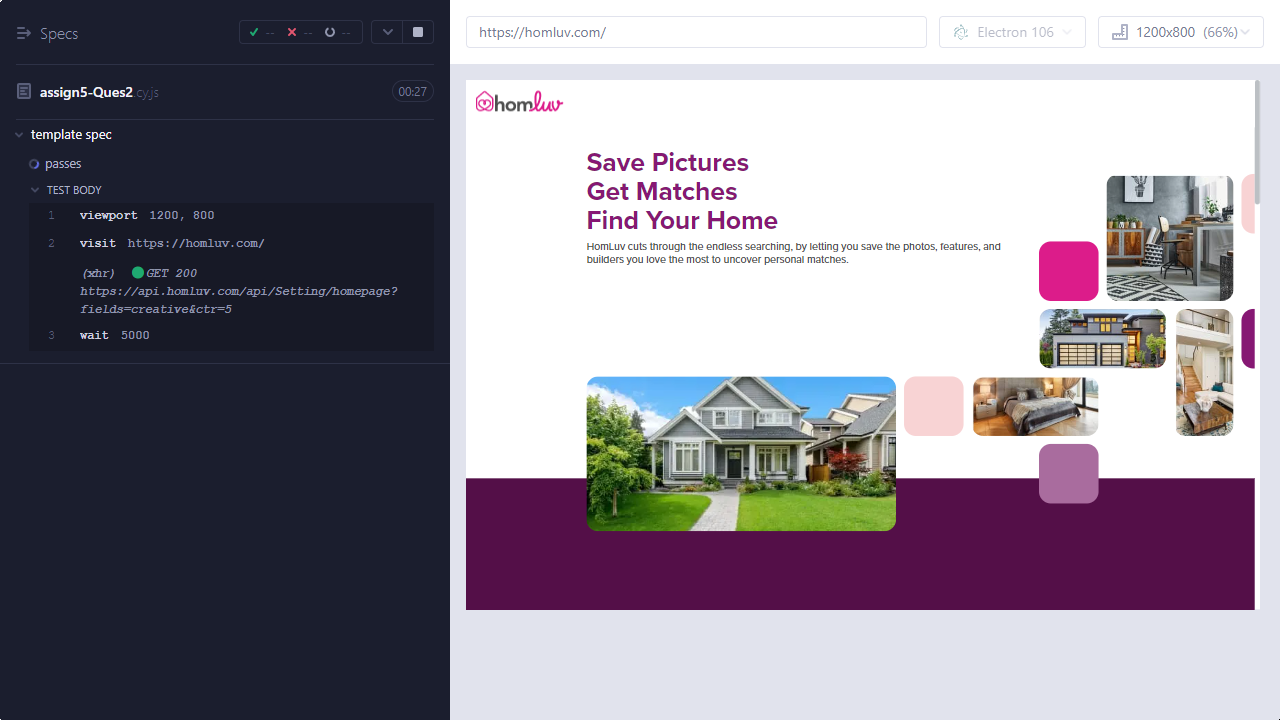 Specs
-- -- --
assign5-Ques2.cy.js
00:27
template spec
passes
TEST BODY
1 viewport 1200, 800
2 visit https://homluv.com/
(xhr) GET 200
https://api.homluv.com/api/Setting/homepage?
fields=creative&ctr=5
3 wait 5000
https://homluv.com/
Electron 106
1200x800 (66%)
homluv
Save Pictures
Get Matches
Find Your Home
HomLuv cuts through the endless searching, by letting you save the photos, features, and
builders you love the most to uncover personal matches.